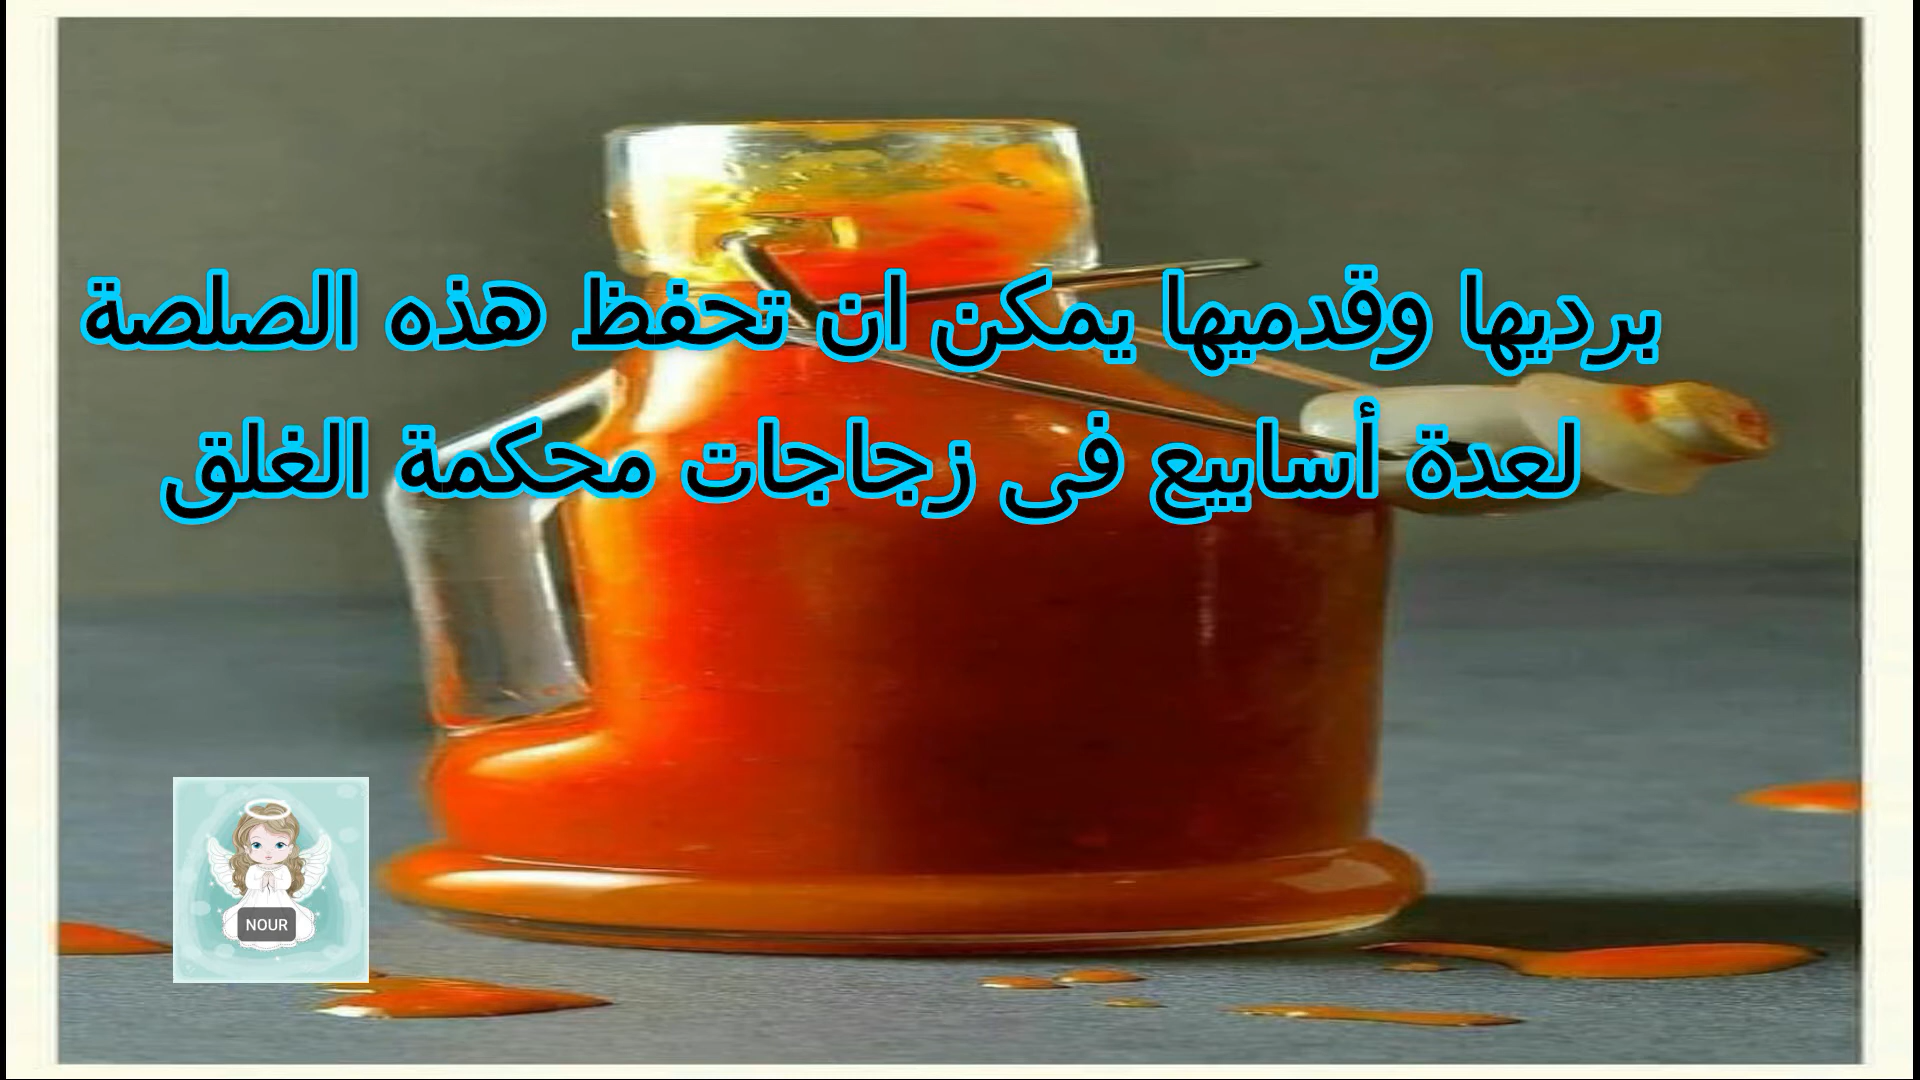 برديها وقدميها يمكن ان تحفظ هذه الصلصة
لعدة أسابيع فى زجاجات محكمة الغلق
NOUR